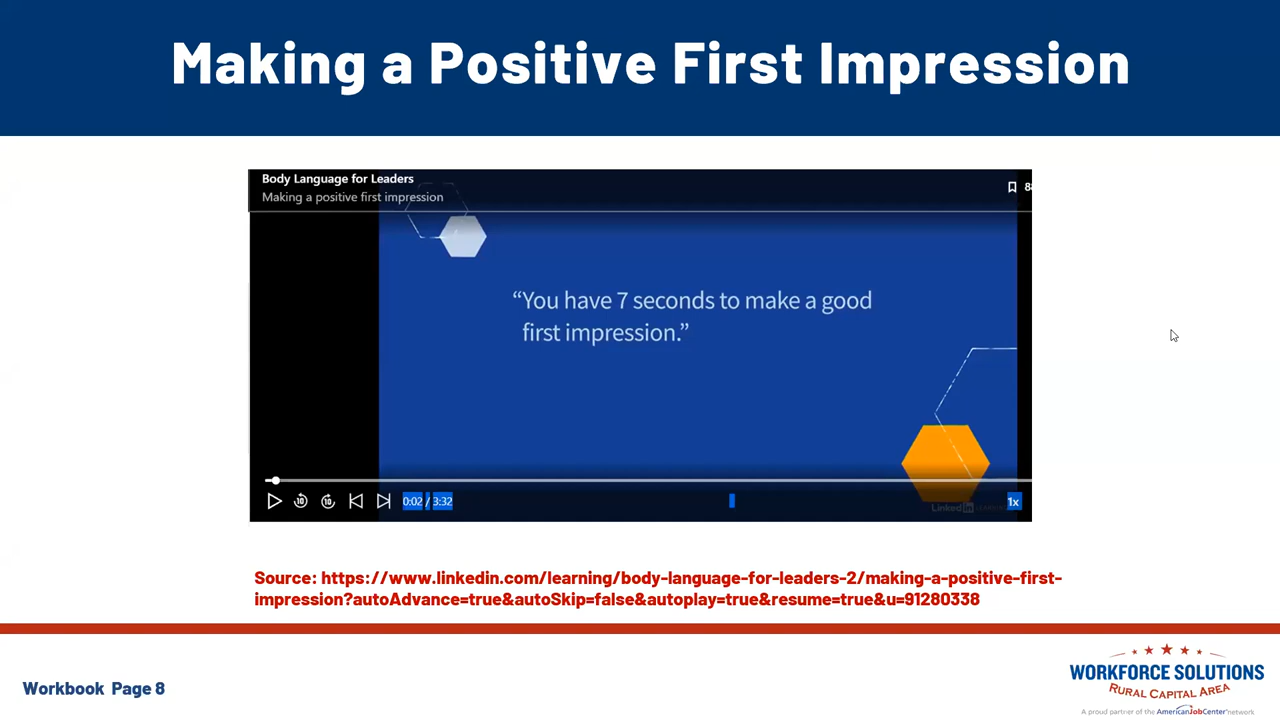 Making a Positive First Impression
Body Language for Leaders
Making a positive first impression
“You have 7 seconds to make a good
first impression.”
0:02 / 3:32
1x
Linked in
Source: https://www.linkedin.com/learning/body-language-for-leaders-2/making-a-positive-first-
impression?autoAdvance=true&autoSkip=false&autoplay=true&resume=true&u=91280338
WORKFORCE SOLUTIONS
RURAL CAPITAL AREA
A proud partner of the AmericanJobCenter network
Workbook Page 8